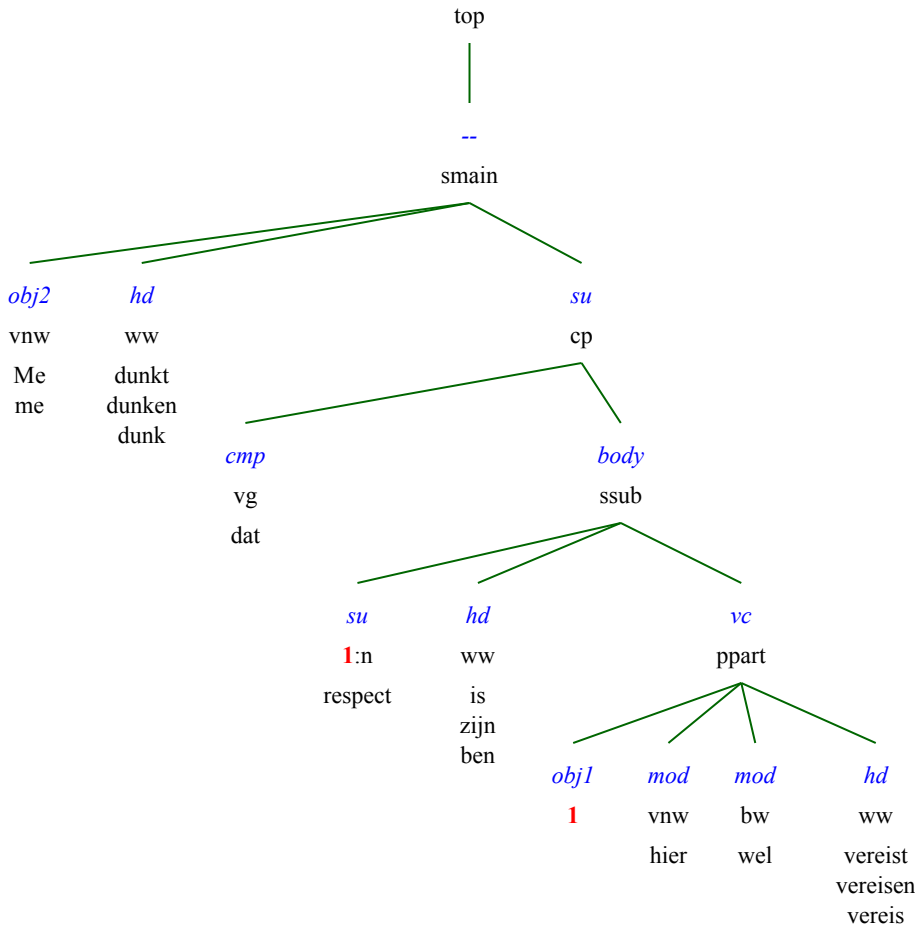 top
--
smain
obj2 hd su
vnw ww cp
Me dunkt
me dunken
dunk
cmp body
vg ssub
dat
su hd vc
1:n ww ppart
respect is
zijn
ben
obj1 mod mod hd
1 vnw bw ww
hier wel vereist
vereisen
vereis